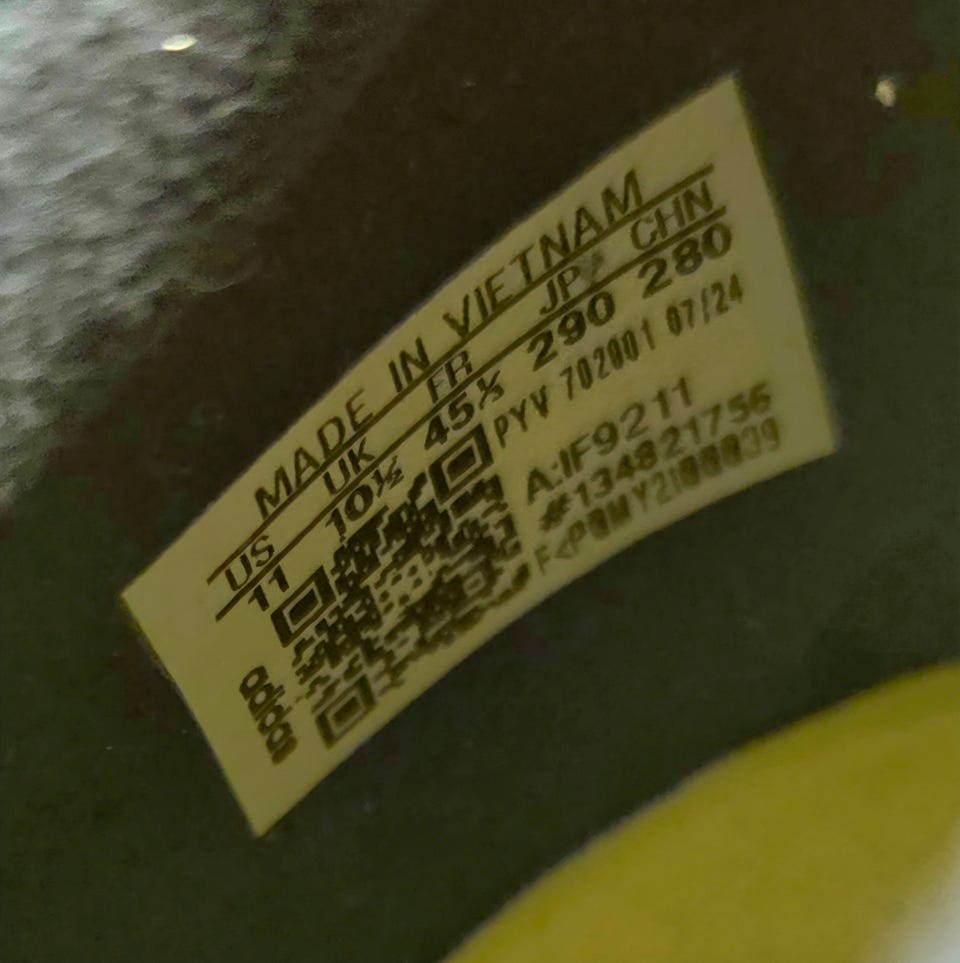 MADE IN VIETNAM
US UK FR JP CHN
11 10½ 45⅓ 290 280
PYV 702001 07/24
A:IF9211
#134821756
adidas